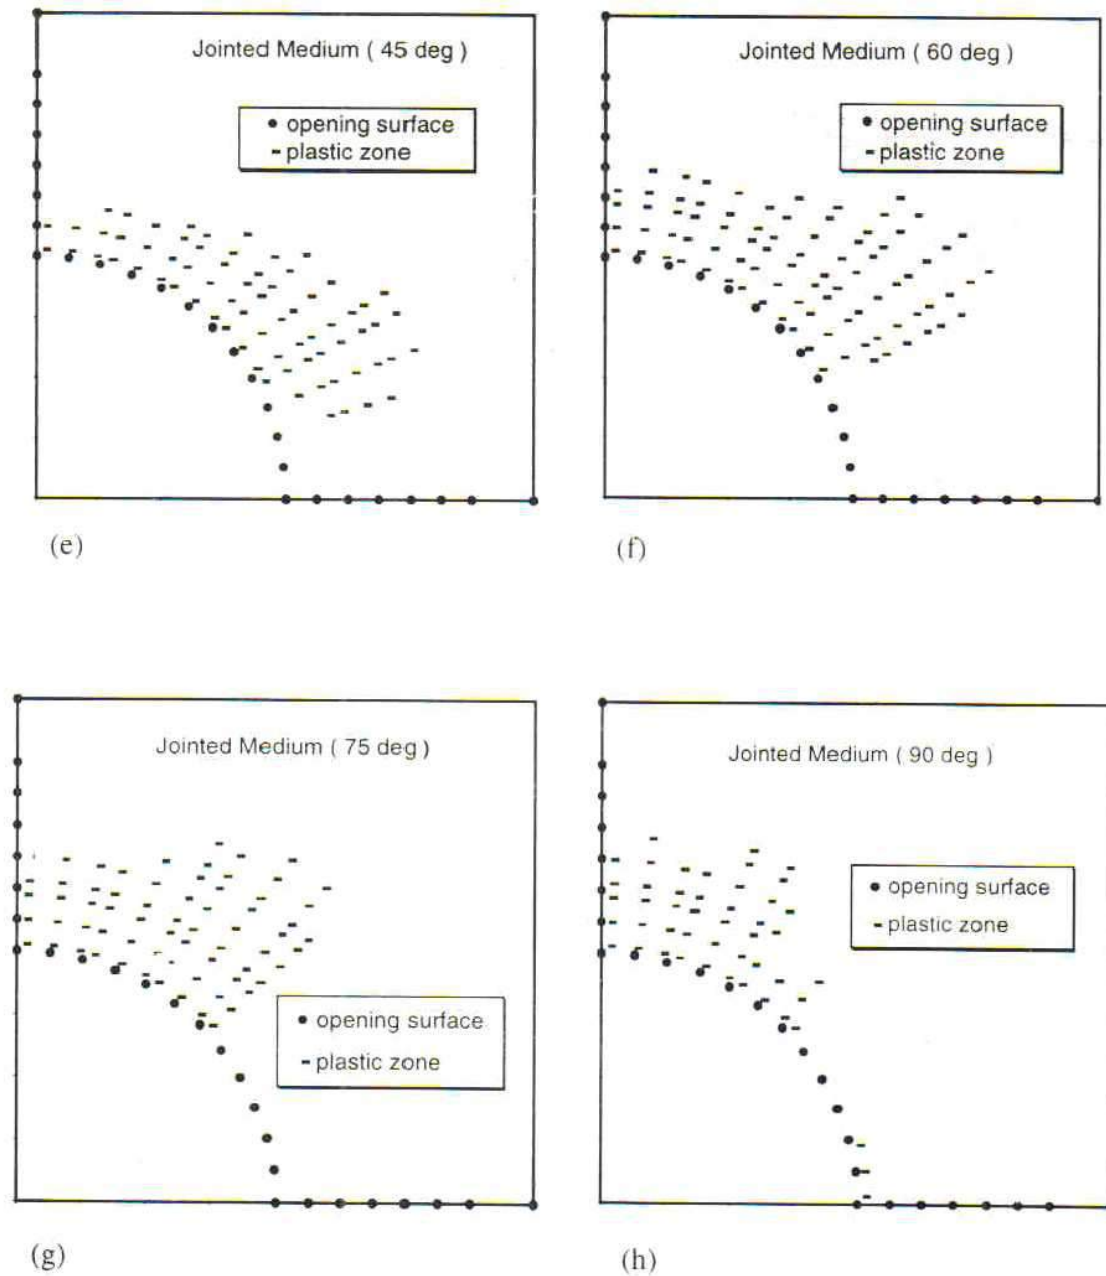 Jointed Medium ( 45 deg )
opening surface
plastic zone
(e)
Jointed Medium ( 60 deg )
opening surface
plastic zone
(f)
Jointed Medium ( 75 deg )
opening surface
plastic zone
(g)
Jointed Medium ( 90 deg )
opening surface
plastic zone
(h)